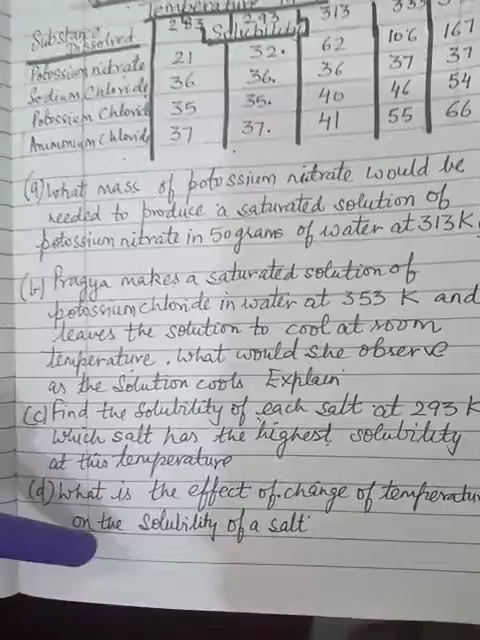 Temperature
283 293 313 333
Substance Dissolved Solubility
21 32. 62 106 167
Potassium nitrate 36 36. 36 37 37
Sodium Chloride 35 35. 40 46 54
Potassium Chlorid 37 37. 41 55 66
Ammonium Chlorid
(a) What mass of potassium nitrate would be
needed to produce a saturated solution of
potassium nitrate in 50 grams of water at 313K
(b) Pragya makes a saturated solution of
potassium chloride in water at 353 K and
leaves the solution to cool at room
temperature. What would she observe
as the Solution cools Explain
(c) Find the solubility of each salt at 293 K
which salt has the highest solubility
at this temperature
(d) What is the effect of change of temperatur
on the solubility of a salt